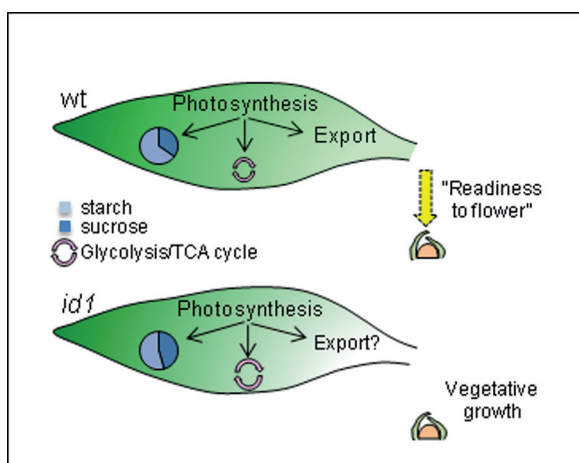 wt
Photosynthesis
Export
"Readiness
to flower"
starch
sucrose
Glycolysis/TCA cycle
id1
Photosynthesis
Export?
Vegetative
growth